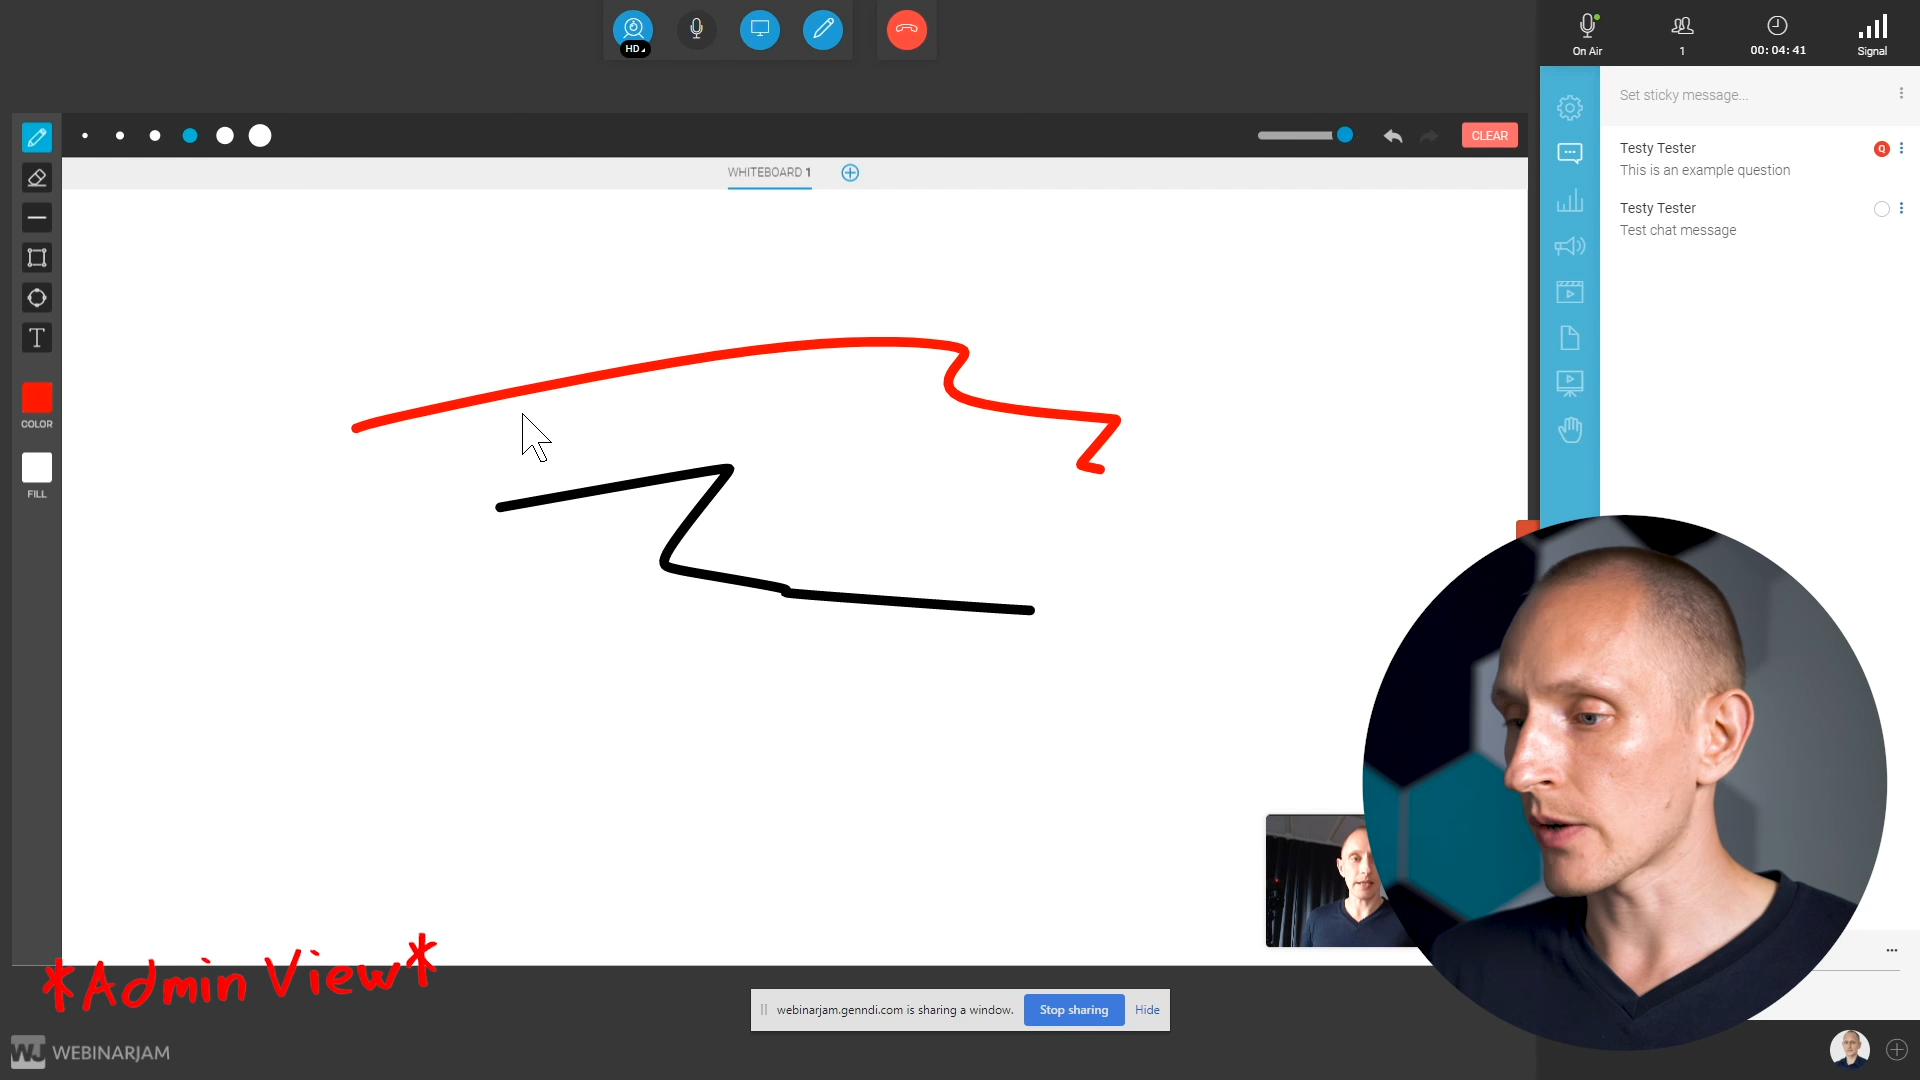 HD
On Air
1
00:04:41
Signal
CLEAR
WHITEBOARD 1
T
COLOR
FILL
Set sticky message...
Testy Tester
Q
This is an example question
Testy Tester
Test chat message
*Admin View*
webinarjam.genndi.com is sharing a window.
Stop sharing
Hide
WJ WEBINARJAM